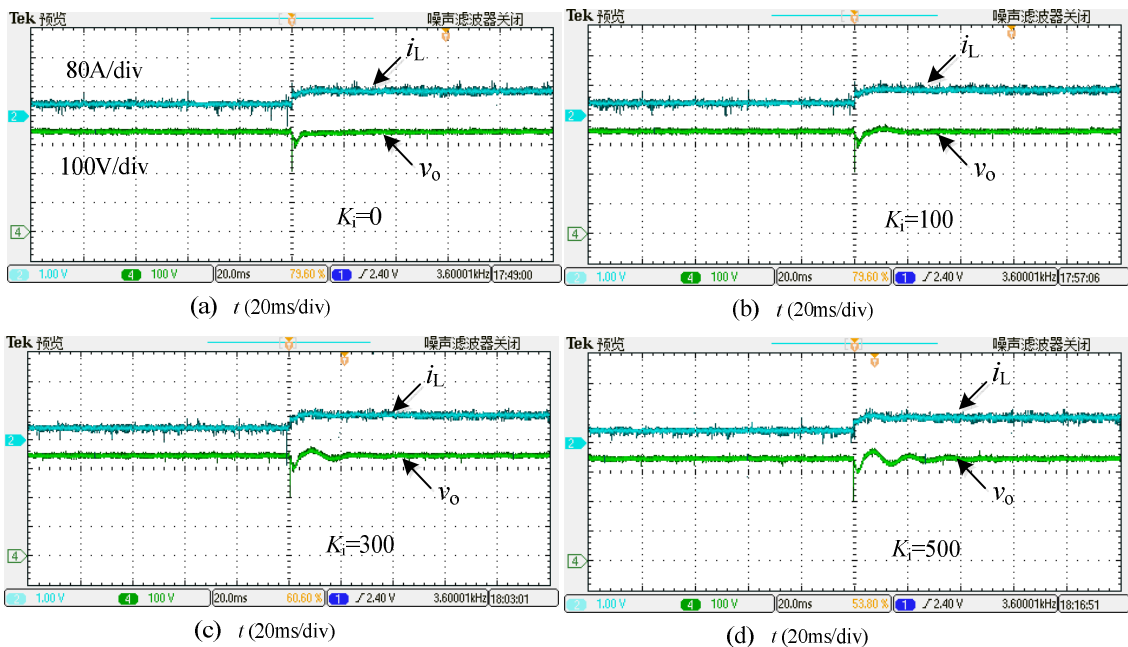 Tek 预览 噪声滤波器关闭
T
T
80A/div
iL
2
100V/div
vo
Ki=0
4
2 1.00 V 4 100 V 20.0ms 79.60 % 1 2.40 V 3.60001kHz 17:49:00
(a) t (20ms/div)
Tek 预览 噪声滤波器关闭
T
T
iL
2
vo
Ki=100
4
2 1.00 V 4 100 V 20.0ms 79.60 % 1 2.40 V 3.60001kHz 17:57:06
(b) t (20ms/div)
Tek 预览 噪声滤波器关闭
T
T
iL
2
vo
Ki=300
4
2 1.00 V 4 100 V 20.0ms 60.60 % 1 2.40 V 3.60001kHz 18:03:01
(c) t (20ms/div)
Tek 预览 噪声滤波器关闭
T
T
iL
2
vo
Ki=500
4
2 1.00 V 4 100 V 20.0ms 53.80 % 1 2.40 V 3.60001kHz 18:16:51
(d) t (20ms/div)